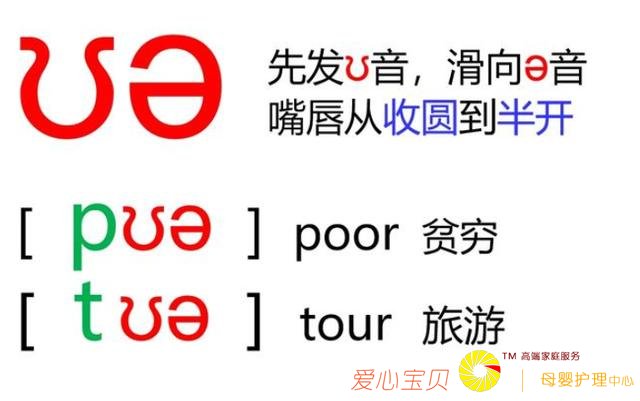 ʊə
先发ʊ音，滑向ə音
嘴唇从收圆到半开
[ pʊə ] poor 贫穷
[ tʊə ] tour 旅游
爱心宝贝 TM 高端家庭服务 | 母婴护理中心